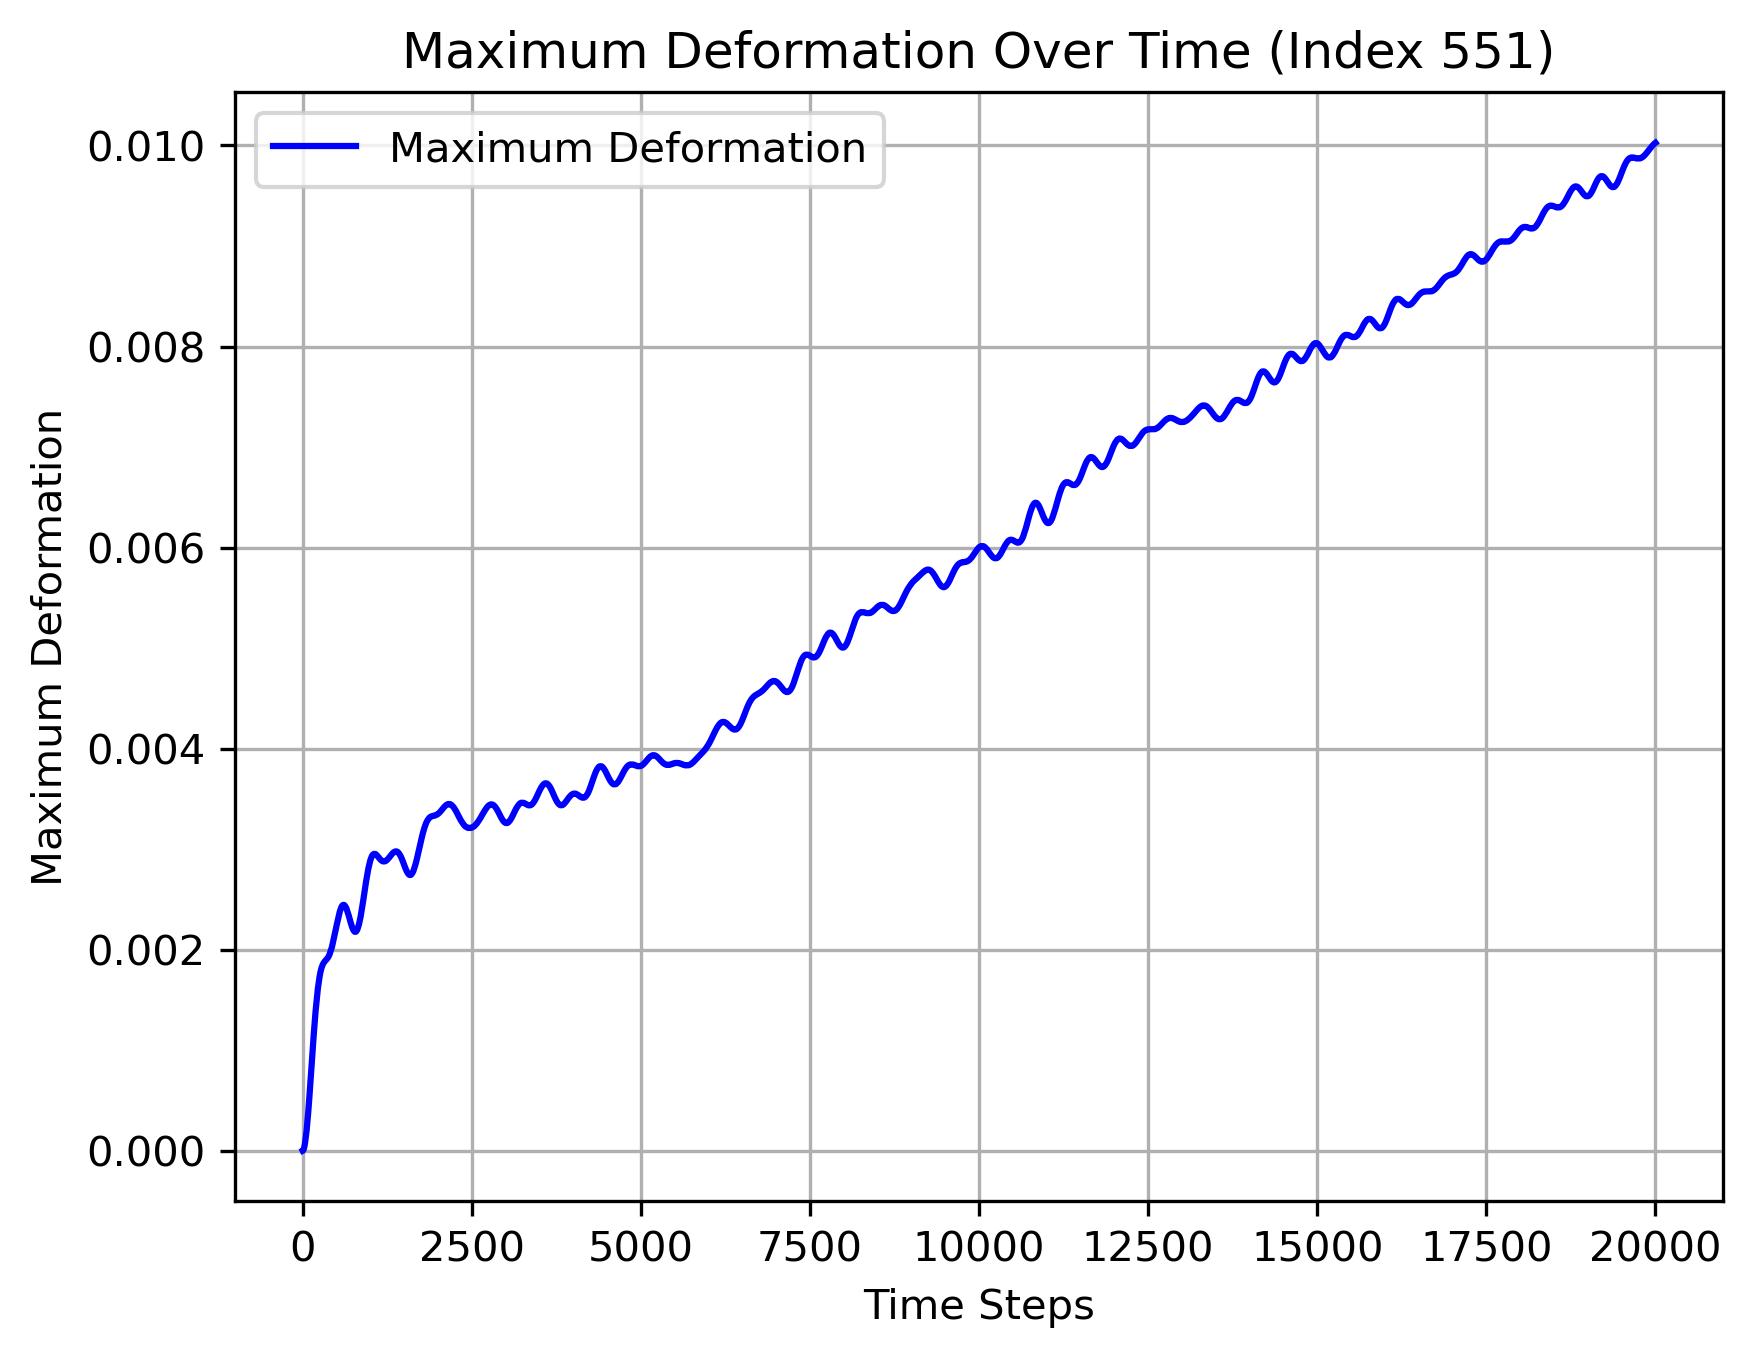 Maximum Deformation Over Time (Index 551)
Maximum Deformation
0.010
0.008
0.006
0.004
0.002
0.000
Maximum Deformation
0 2500 5000 7500 10000 12500 15000 17500 20000
Time Steps